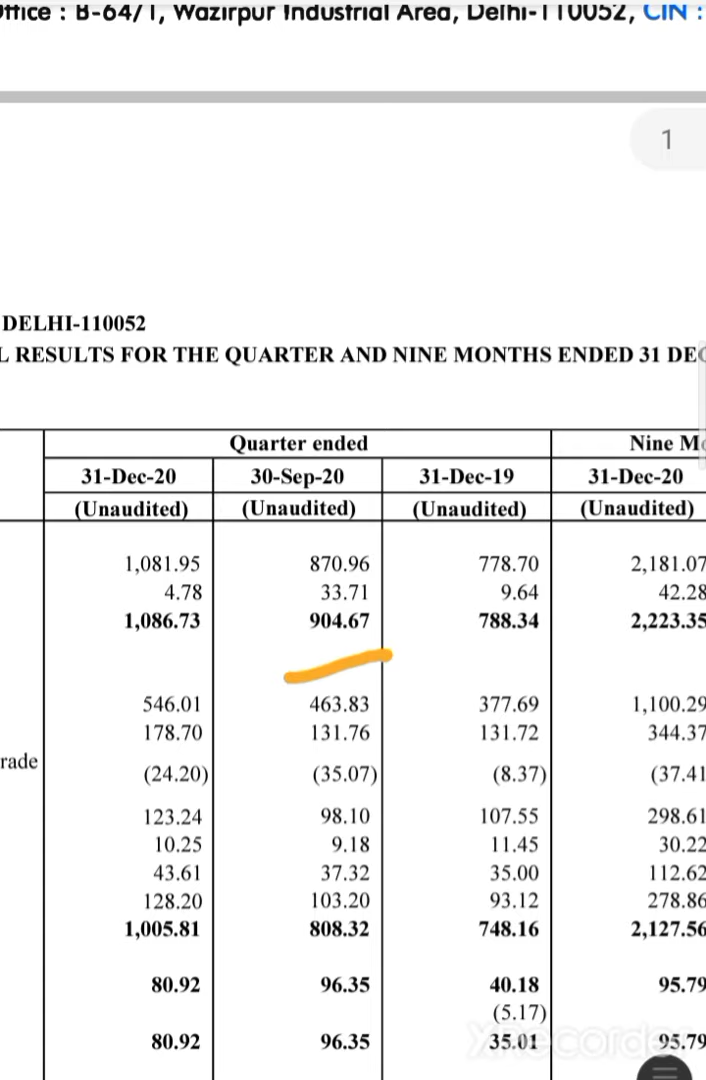 Office : B-64/1, Wazirpur Industrial Area, Delhi-110052, CIN :
1
DELHI-110052
L RESULTS FOR THE QUARTER AND NINE MONTHS ENDED 31 DEC
Quarter ended Nine Mo
31-Dec-20 30-Sep-20 31-Dec-19 31-Dec-20
(Unaudited) (Unaudited) (Unaudited) (Unaudited)
1,081.95 870.96 778.70 2,181.07
4.78 33.71 9.64 42.28
1,086.73 904.67 788.34 2,223.35
546.01 463.83 377.69 1,100.29
178.70 131.76 131.72 344.37
rade (24.20) (35.07) (8.37) (37.41
123.24 98.10 107.55 298.61
10.25 9.18 11.45 30.22
43.61 37.32 35.00 112.62
128.20 103.20 93.12 278.86
1,005.81 808.32 748.16 2,127.56
80.92 96.35 40.18 95.79
(5.17)
80.92 96.35 35.01 95.79
XRecorder